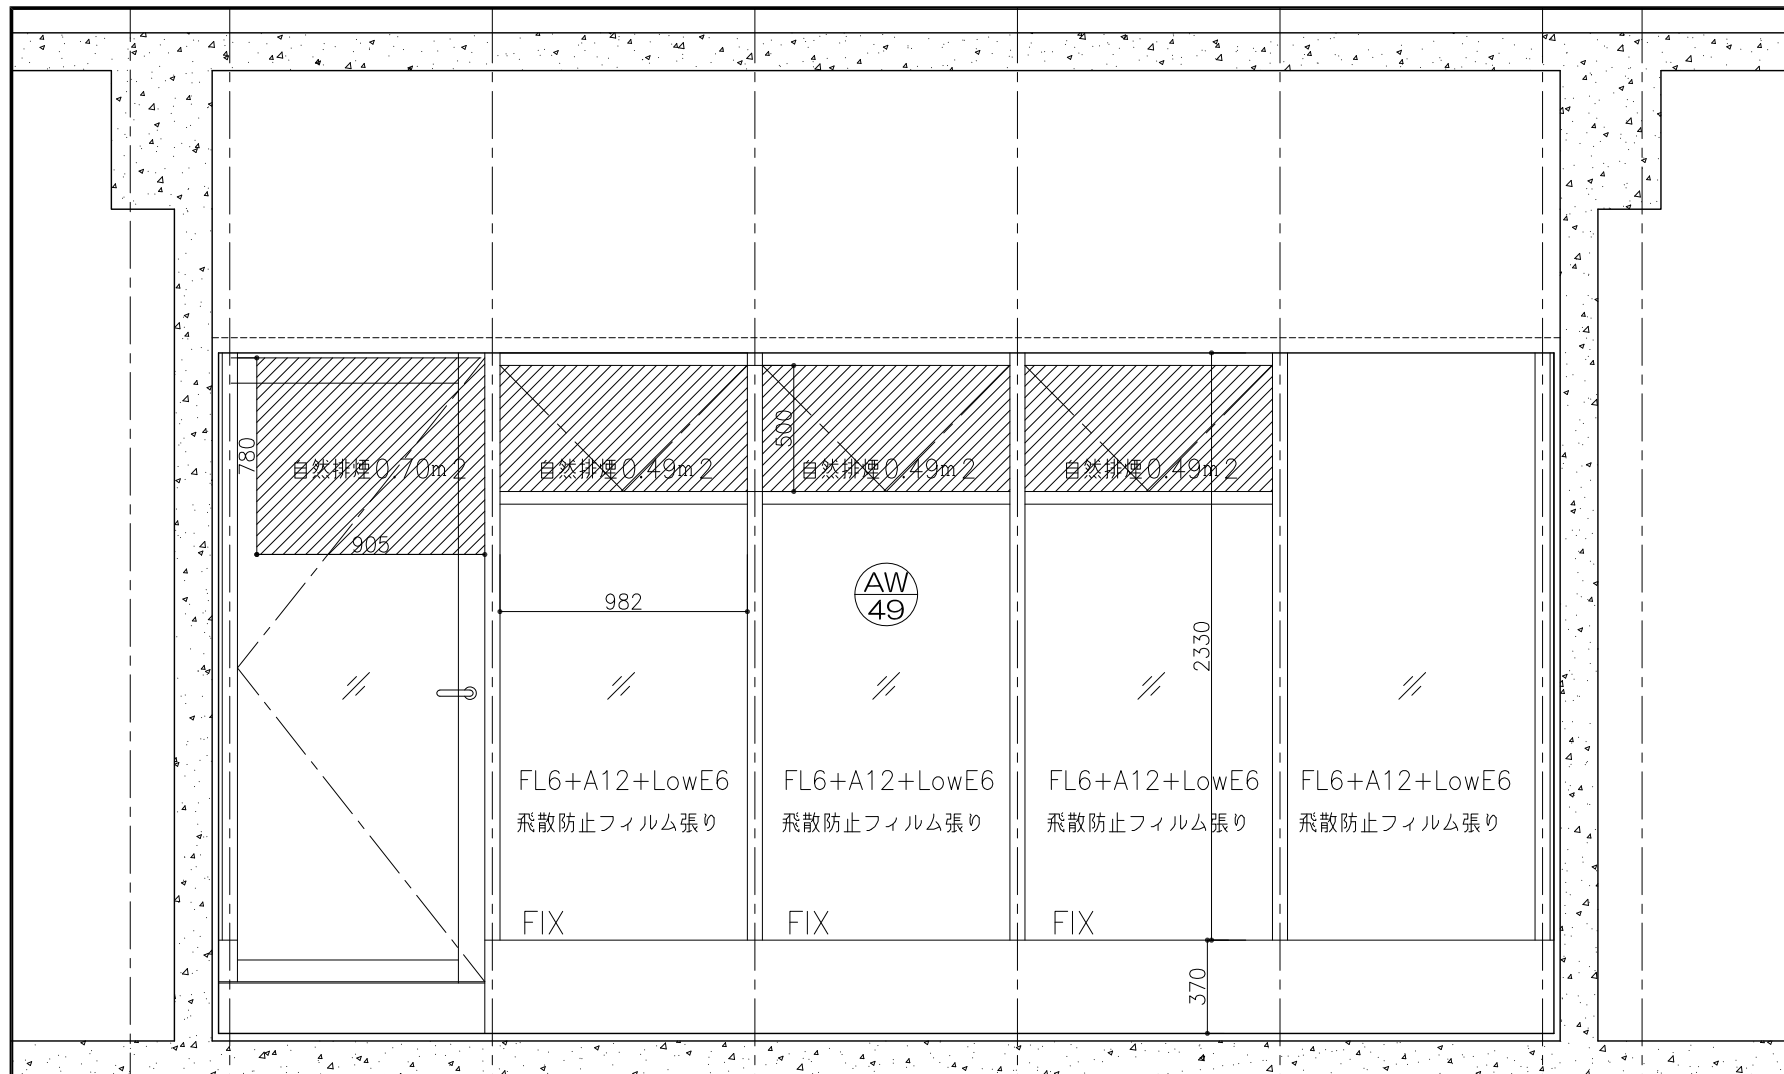 780
自然排煙0.70m2
自然排煙0.49m2
500
自然排煙0.49m2
自然排煙0.49m2
905
982
AW
49
2330
FL6+A12+LowE6
飛散防止フィルム張り
FL6+A12+LowE6
飛散防止フィルム張り
FL6+A12+LowE6
飛散防止フィルム張り
FL6+A12+LowE6
飛散防止フィルム張り
FIX
FIX
FIX
370